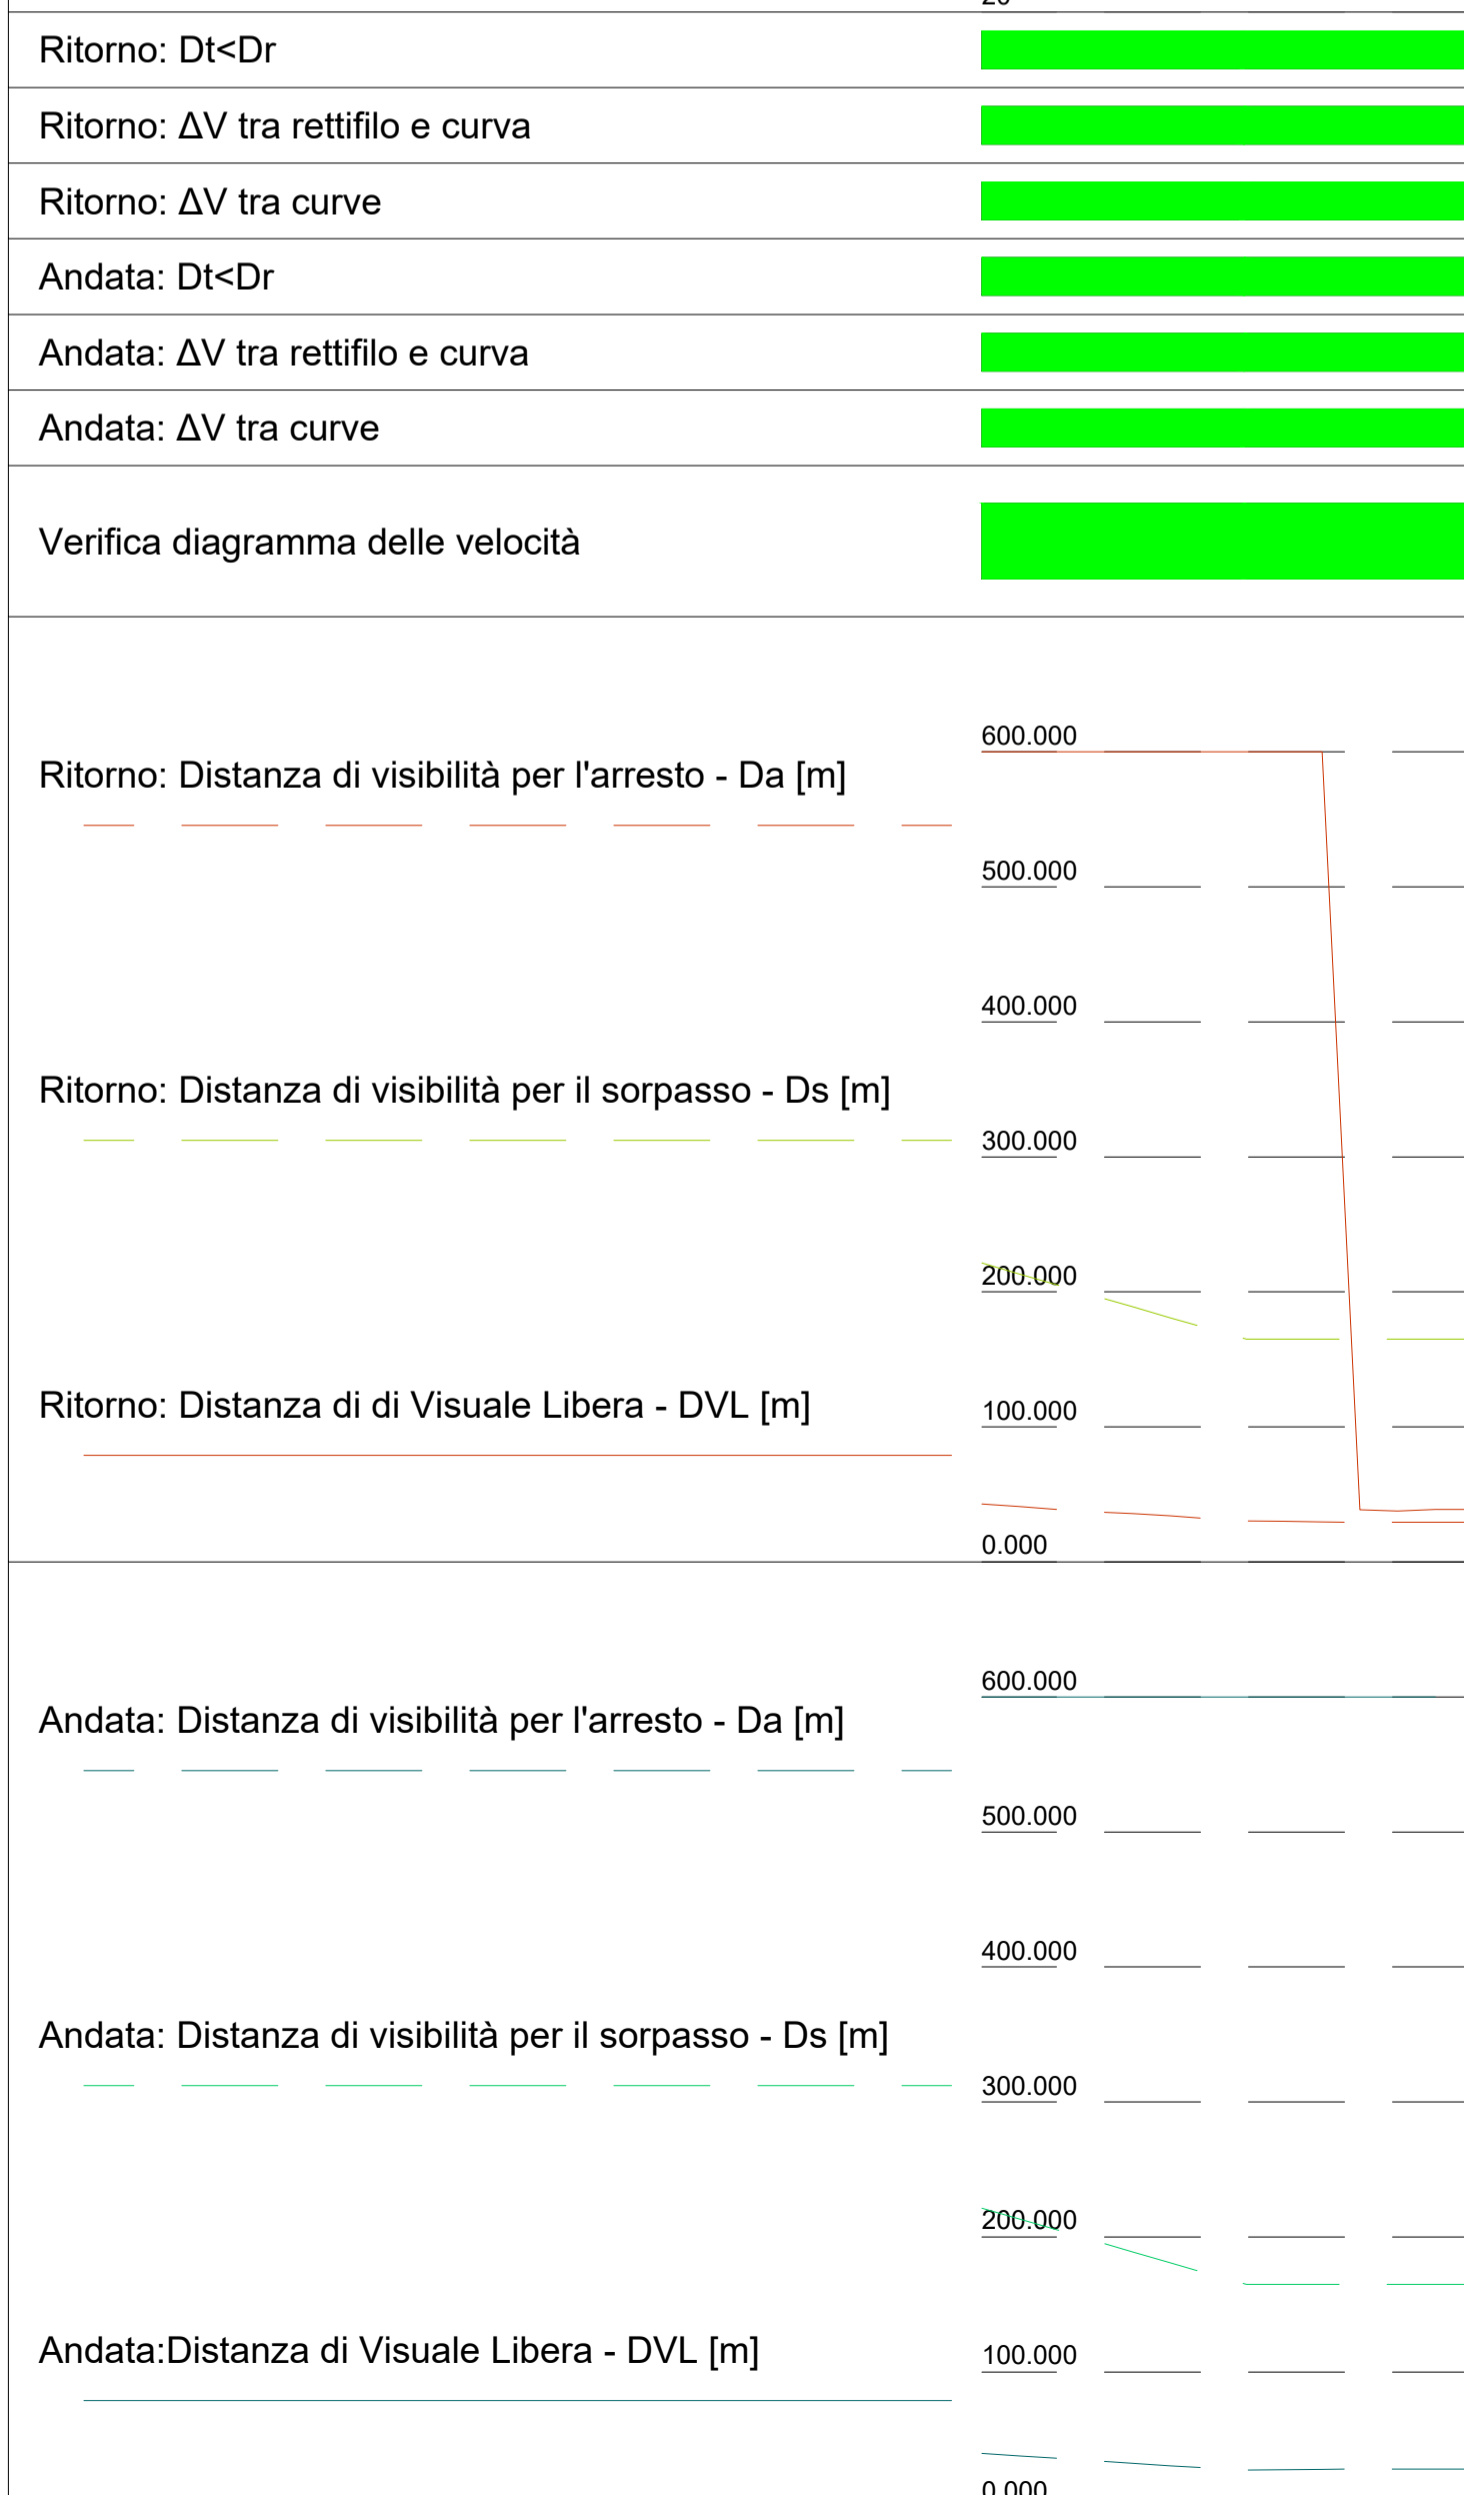 Ritorno: Dt<Dr
Ritorno: ΔV tra rettifilo e curva
Ritorno: ΔV tra curve
Andata: Dt<Dr
Andata: ΔV tra rettifilo e curva
Andata: ΔV tra curve
Verifica diagramma delle velocità
600.000
Ritorno: Distanza di visibilità per l'arresto - Da [m]
500.000
400.000
Ritorno: Distanza di visibilità per il sorpasso - Ds [m]
300.000
200.000
Ritorno: Distanza di di Visuale Libera - DVL [m]
100.000
0.000
600.000
Andata: Distanza di visibilità per l'arresto - Da [m]
500.000
400.000
Andata: Distanza di visibilità per il sorpasso - Ds [m]
300.000
200.000
Andata:Distanza di Visuale Libera - DVL [m]
100.000
0.000